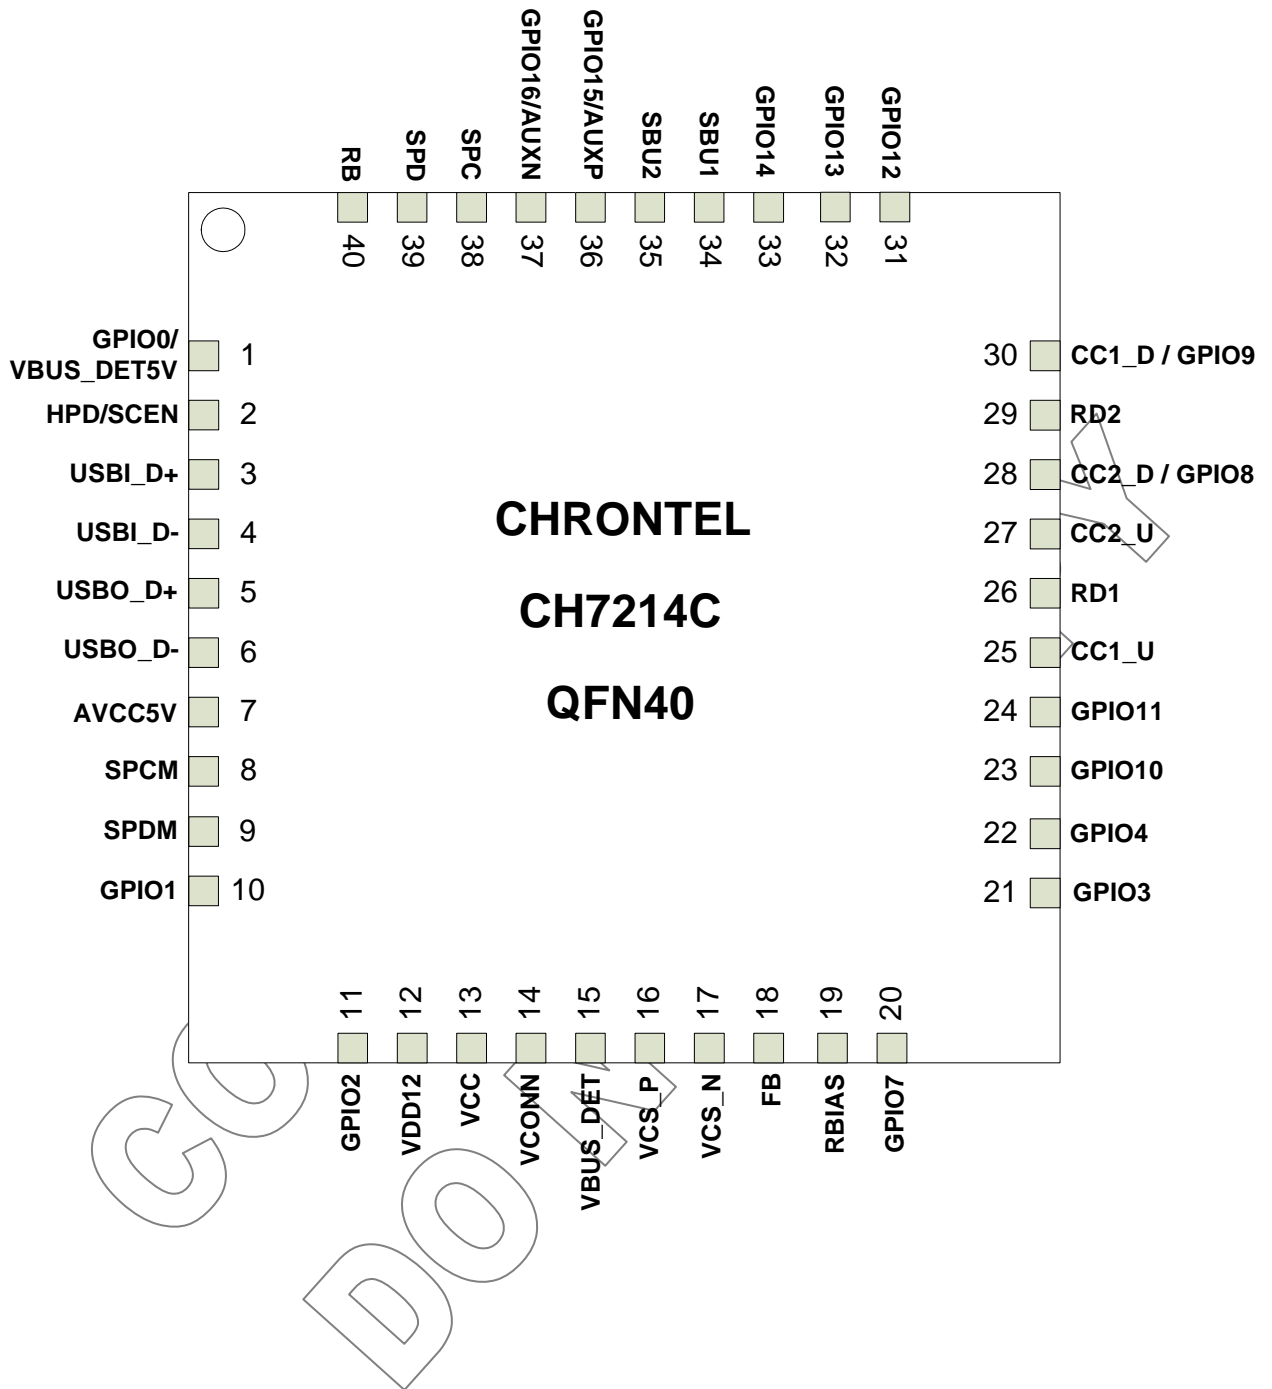 GPIO16/AUXN
GPIO15/AUXP
RB
SPD
SPC
SBU2
SBU1
GPIO14
GPIO13
GPIO12
40
39
38
37
36
35
34
33
32
31
GPIO0/
VBUS_DET5V
1
HPD/SCEN 2
USBI_D+ 3
USBI_D- 4
USBO_D+ 5
USBO_D- 6
AVCC5V 7
SPCM 8
SPDM 9
GPIO1 10
CHRONTEL
CH7214C
QFN40
30 CC1_D / GPIO9
29 RD2
28 CC2_D / GPIO8
27 CC2_U
26 RD1
25 CC1_U
24 GPIO11
23 GPIO10
22 GPIO4
21 GPIO3
11
12
13
14
15
16
17
18
19
20
GPIO2
VDD12
VCC
VCONN
VBUS_DET
VCS_P
VCS_N
FB
RBIAS
GPIO7
DO